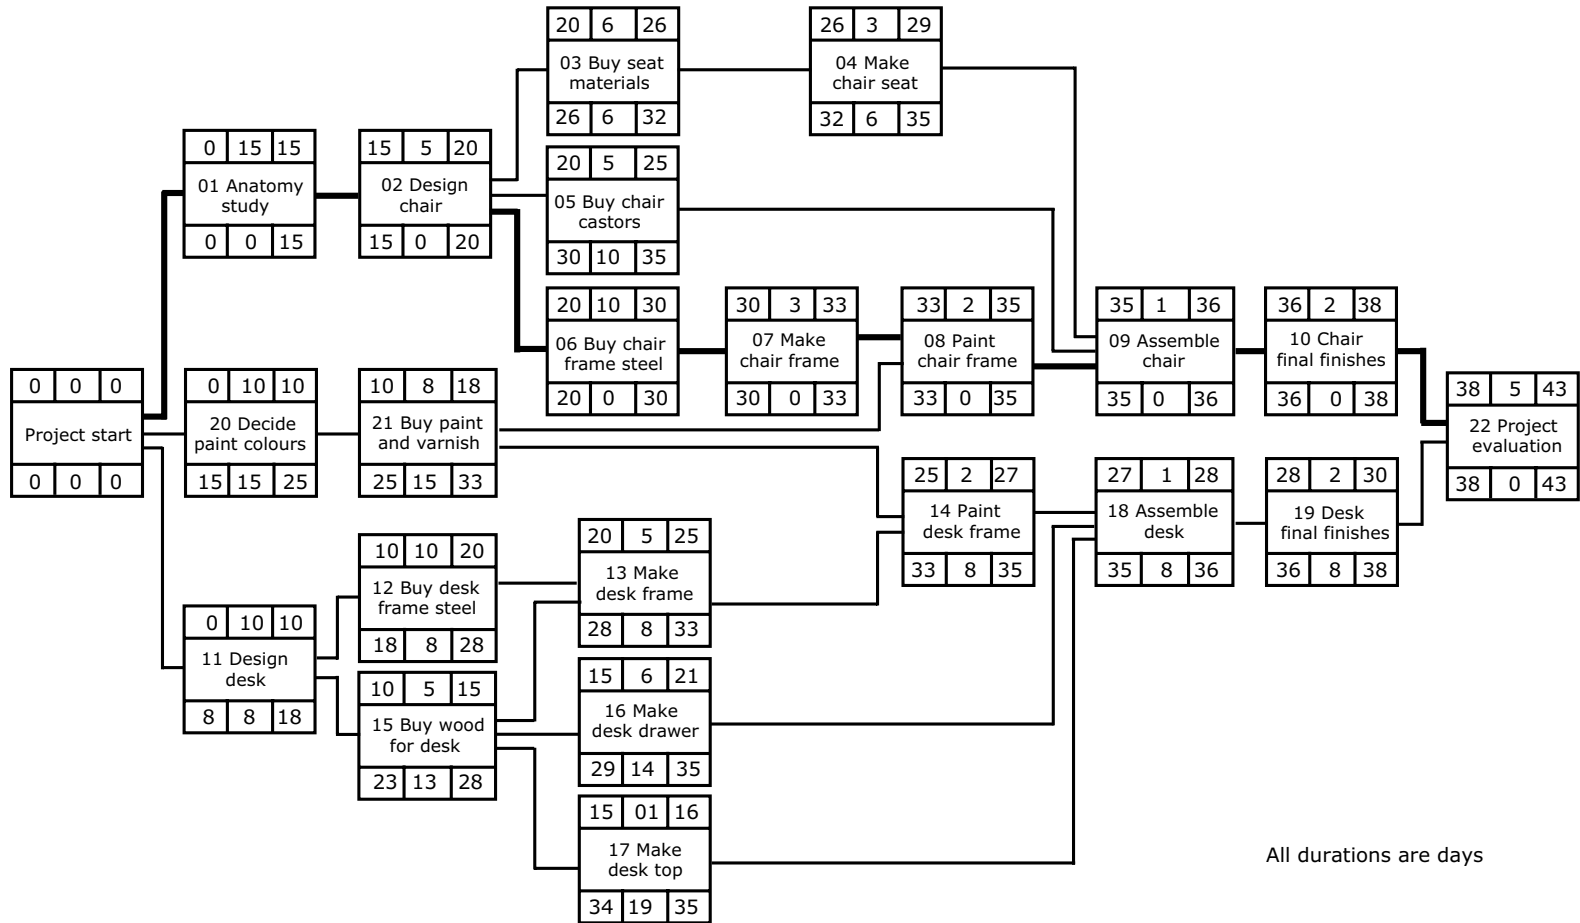 20 6 26
03 Buy seat
materials
26 6 32
26 3 29
04 Make
chair seat
32 6 35
0 15 15
01 Anatomy
study
0 0 15
15 5 20
02 Design
chair
15 0 20
20 5 25
05 Buy chair
castors
30 10 35
20 10 30
06 Buy chair
frame steel
20 0 30
30 3 33
07 Make
chair frame
30 0 33
33 2 35
08 Paint
chair frame
33 0 35
35 1 36
09 Assemble
chair
35 0 36
36 2 38
10 Chair
final finishes
36 0 38
0 0 0
Project start
0 0 0
0 10 10
20 Decide
paint colours
15 15 25
10 8 18
21 Buy paint
and varnish
25 15 33
38 5 43
22 Project
evaluation
38 0 43
25 2 27
14 Paint
desk frame
33 8 35
27 1 28
18 Assemble
desk
35 8 36
28 2 30
19 Desk
final finishes
36 8 38
10 10 20
12 Buy desk
frame steel
18 8 28
20 5 25
13 Make
desk frame
28 8 33
0 10 10
11 Design
desk
8 8 18
10 5 15
15 Buy wood
for desk
23 13 28
15 6 21
16 Make
desk drawer
29 14 35
15 01 16
17 Make
desk top
34 19 35
All durations are days